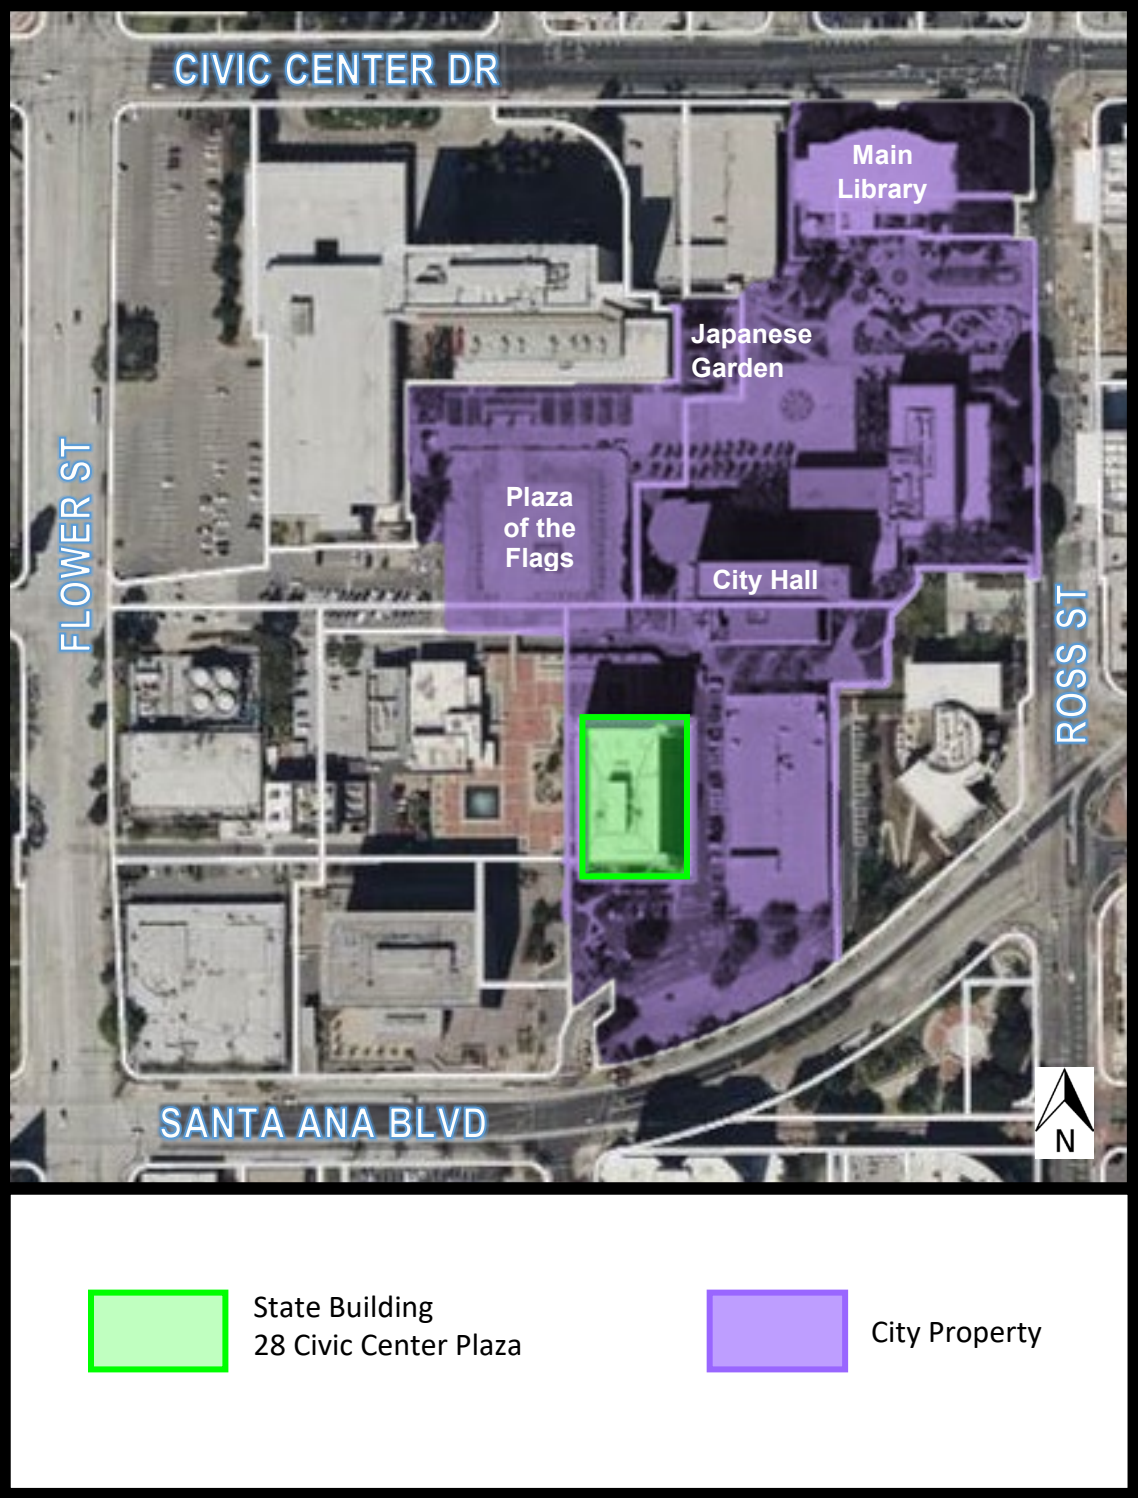 CIVIC CENTER DR
Main
Library
Japanese
Garden
FLOWER ST
Plaza
of the
Flags
City Hall
ROSS ST
SANTA ANA BLVD
N
State Building
28 Civic Center Plaza
City Property